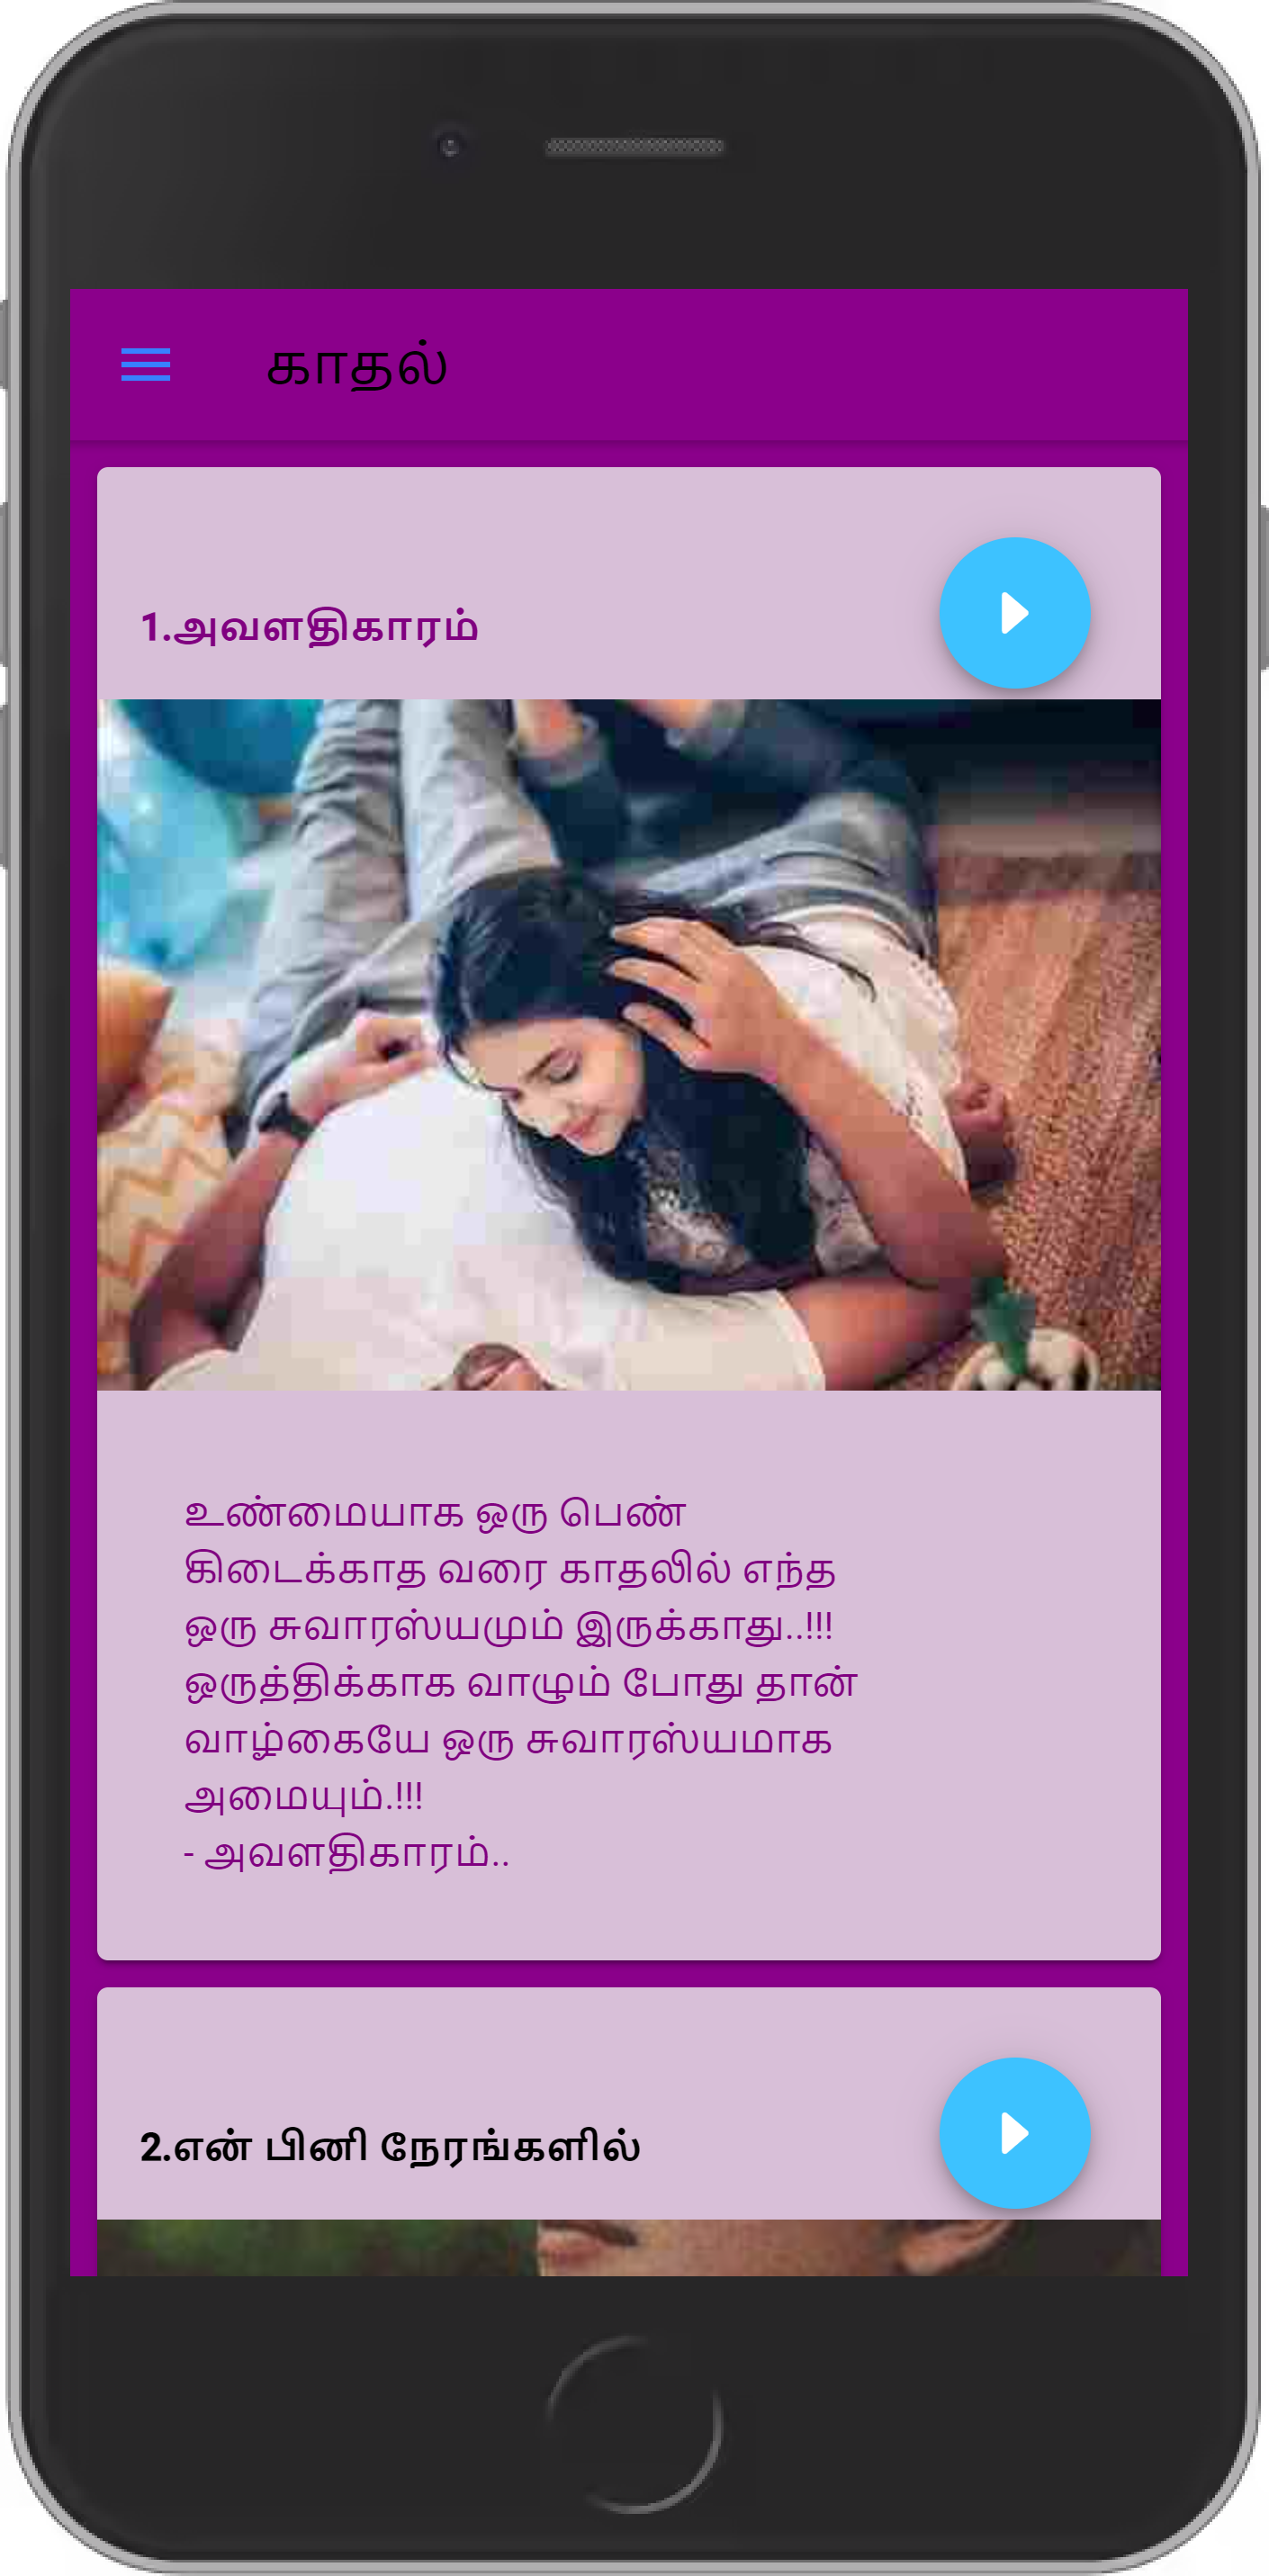 காதல்
1.அவளதிகாரம்
உண்மையாக ஒரு பெண்
கிடைக்காத வரை காதலில் எந்த
ஒரு சுவாரஸ்யமும் இருக்காது..!!!
ஒருத்திக்காக வாழும் போது தான்
வாழ்கையே ஒரு சுவாரஸ்யமாக
அமையும்.!!!
- அவளதிகாரம்..
2.என் பினி நேரங்களில்